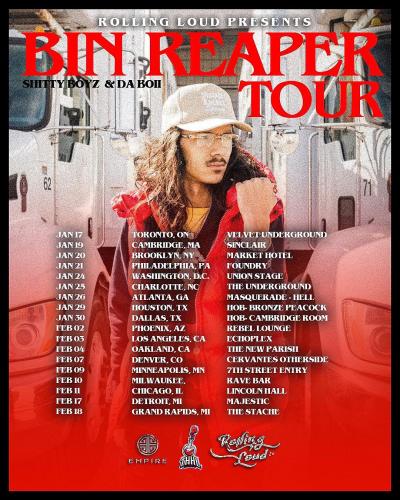 ROLLING LOUD PRESENTS
BIN REAPER
SHITTY BOYZ & DA BOII
TOUR
62
71
JAN 17 TORONTO, ON VELVET UNDERGROUND
JAN 19 CAMBRIDGE, MA SINCLAIR
JAN 20 BROOKLYN, NY MARKET HOTEL
JAN 21 PHILADELPHIA, PA FOUNDRY
JAN 24 WASHINGTON, D.C. UNION STAGE
JAN 25 CHARLOTTE, NC THE UNDERGROUND
JAN 26 ATLANTA, GA MASQUERADE - HELL
JAN 29 HOUSTON, TX HOB- BRONZE PEACOCK
JAN 30 DALLAS, TX HOB- CAMBRIDGE ROOM
FEB 02 PHOENIX, AZ REBEL LOUNGE
FEB 03 LOS ANGELES, CA ECHOPLEX
FEB 04 OAKLAND, CA THE NEW PARISH
FEB 07 DENVER, CO CERVANTES OTHERSIDE
FEB 09 MINNEAPOLIS, MN 7TH STREET ENTRY
FEB 10 MILWAUKEE, RAVE BAR
FEB 11 CHICAGO, IL LINCOLN HALL
FEB 17 DETROIT, MI MAJESTIC
FEB 18 GRAND RAPIDS, MI THE STACHE
EMPIRE
Rolling Loud